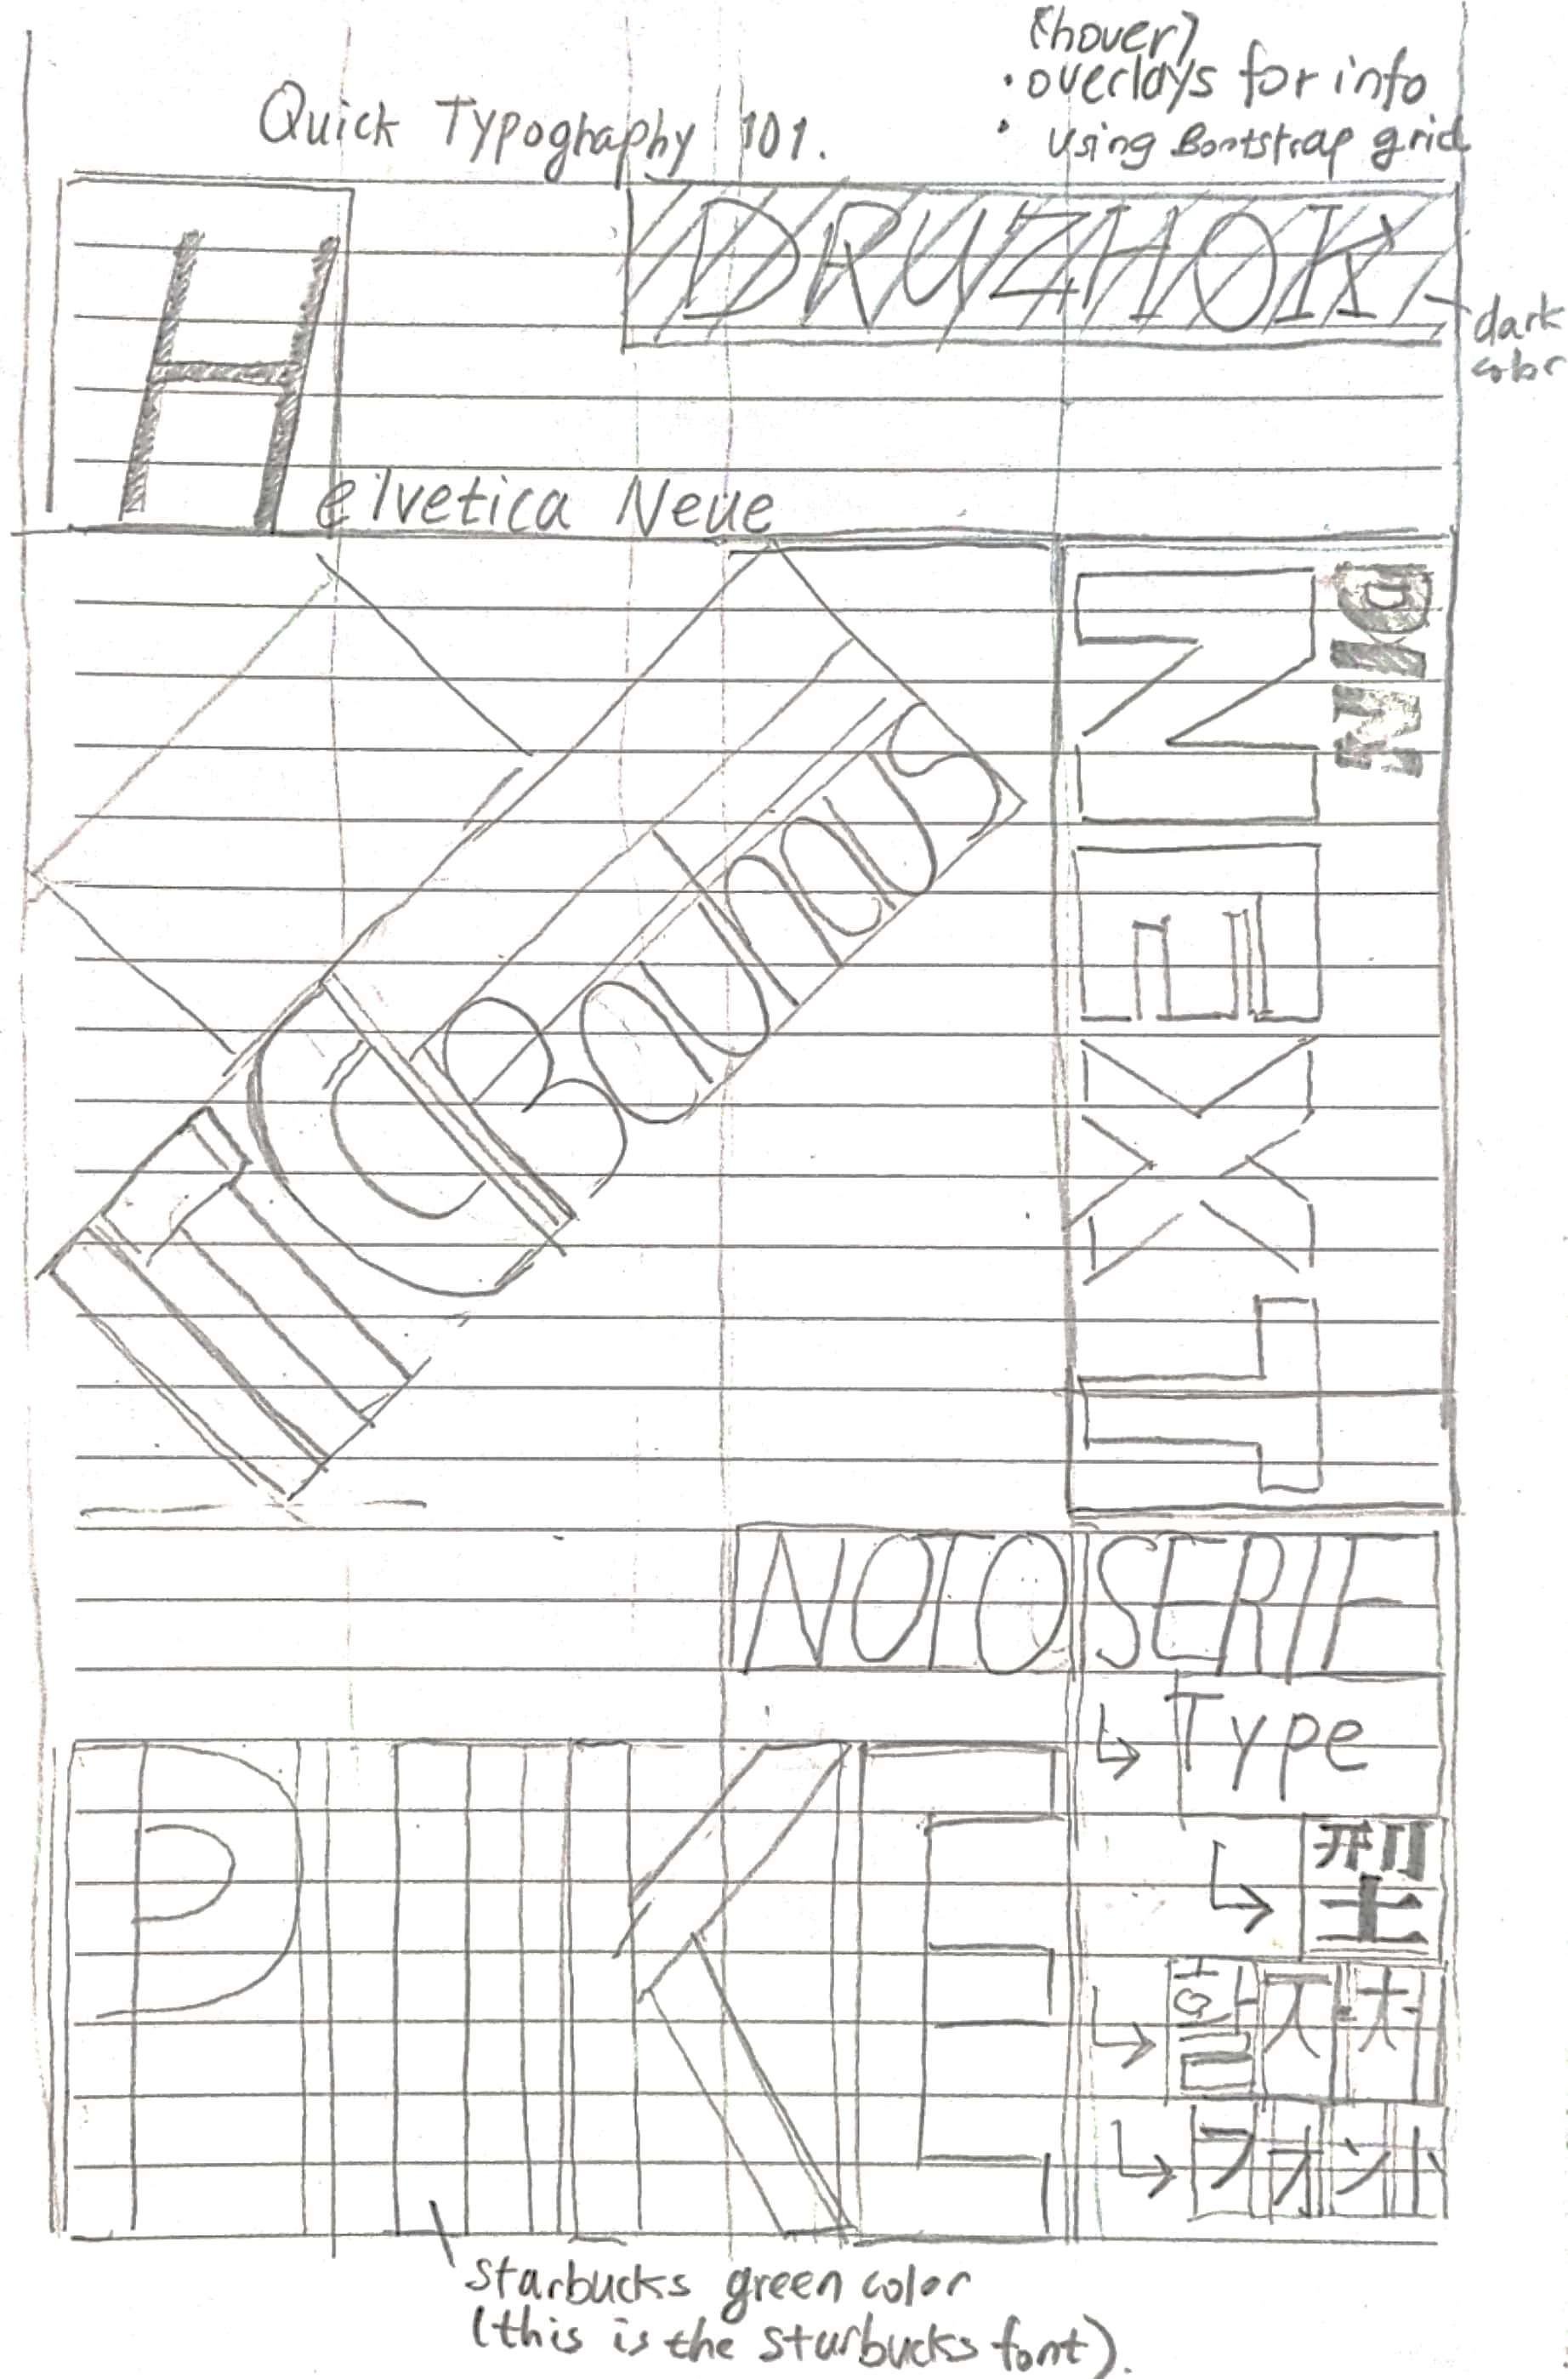 (hover)
• overlays for info
• Using Bootstrap grid
Quick Typoghaphy 101.
DRUZHOK
dark color
Helvetica Neue
DIN
NEXT
ITC Bauhaus
NOTO SERIF
↳ Type
↳ 型
↳ 활자체
↳ フォント
PIKE
Starbucks green color
(this is the Starbucks font).